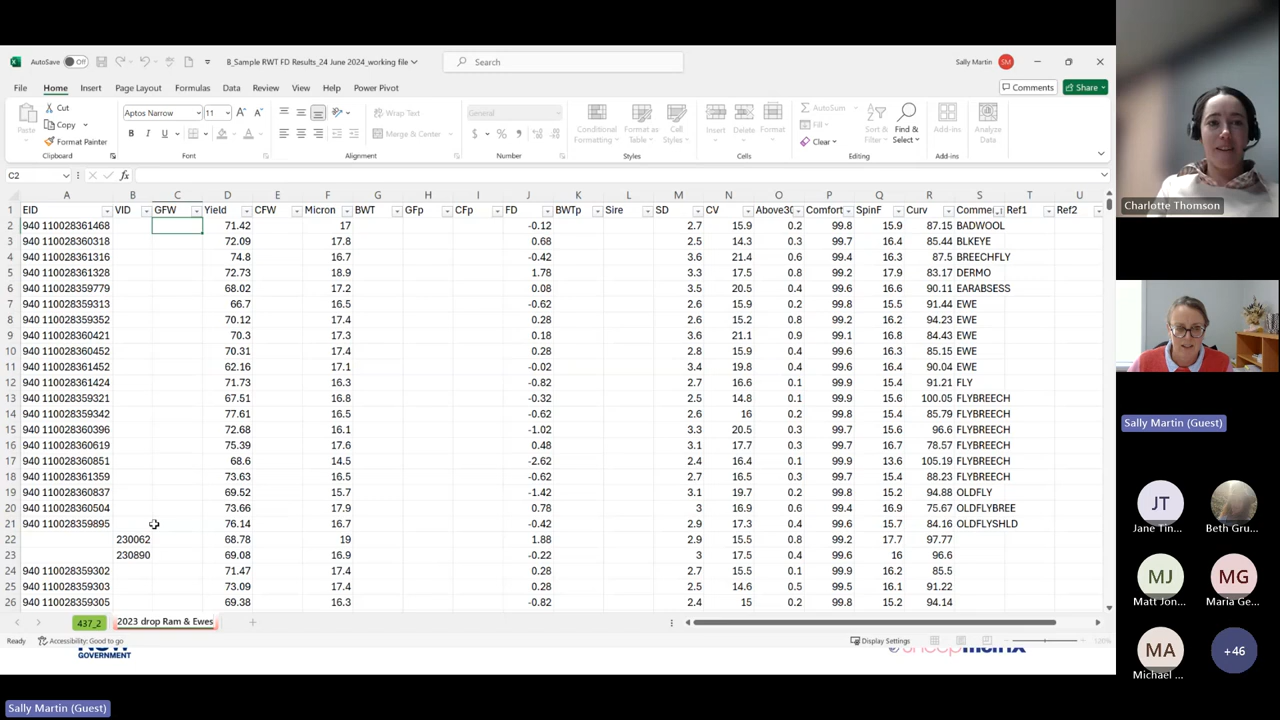 AutoSave Off B_Sample RWT FD Results_24 June 2024_working file Search Sally Martin SM
File Home Insert Page Layout Formulas Data Review View Help Power Pivot Comments Share
Paste Cut Copy Format Painter Aptos Narrow 11 Wrap Text Merge & Center General Conditional Formatting Format as Table Cell Styles Insert Delete Format AutoSum Fill Clear Sort & Filter Find & Select Add-ins Analyze Data
Clipboard Font Alignment Number Styles Cells Editing Add-ins
C2 fx
A B C D E F G H I J K L M N O P Q R S T U
1 EID VID GFW Yield CFW Micron BWT GFp CFp FD BWTp Sire SD CV Above30 Comfort SpinF Curv Comme Ref1 Ref2
2 940 110028361468 71.42 17 -0.12 2.7 15.9 0.2 99.8 15.9 87.15 BADWOOL
3 940 110028360318 72.09 17.8 0.68 2.5 14.3 0.3 99.7 16.4 85.44 BLKEYE
4 940 110028361316 74.8 16.7 -0.42 3.6 21.4 0.6 99.4 16.3 87.5 BREECHFLY
5 940 110028361328 72.73 18.9 1.78 3.3 17.5 0.8 99.2 17.9 83.17 DERMO
6 940 110028359779 68.02 17.2 0.08 3.5 20.5 0.4 99.6 16.6 90.11 EARABSESS
7 940 110028359313 66.7 16.5 -0.62 2.6 15.9 0.2 99.8 15.5 91.44 EWE
8 940 110028359352 70.12 17.4 0.28 2.6 15.2 0.8 99.2 16.2 94.23 EWE
9 940 110028360421 70.3 17.3 0.18 3.6 21.1 0.9 99.1 16.8 84.43 EWE
10 940 110028360452 70.31 17.4 0.28 2.8 15.9 0.4 99.6 16.4 85.15 EWE
11 940 110028361452 62.16 17.1 -0.02 3.4 19.8 0.4 99.6 16.4 90.04 EWE
12 940 110028361424 71.73 16.3 -0.82 2.7 16.6 0.1 99.9 15.4 91.21 FLY
13 940 110028359321 67.51 16.8 -0.32 2.5 14.8 0.1 99.9 15.6 100.05 FLYBREECH
14 940 110028359342 77.61 16.5 -0.62 2.6 16 0.2 99.8 15.4 85.79 FLYBREECH
15 940 110028360396 72.68 16.1 -1.02 3.3 20.5 0.3 99.7 15.6 96.6 FLYBREECH
16 940 110028360619 75.39 17.6 0.48 3.1 17.7 0.3 99.7 16.7 78.57 FLYBREECH
17 940 110028360851 68.6 14.5 -2.62 2.4 16.4 0.1 99.9 13.6 105.19 FLYBREECH
18 940 110028361359 73.63 16.5 -0.62 2.7 16.5 0.3 99.7 15.4 88.23 FLYBREECH
19 940 110028360837 69.52 15.7 -1.42 3.1 19.7 0.2 99.8 15.2 94.88 OLDFLY
20 940 110028360504 73.66 17.9 0.78 3 16.9 0.4 99.6 16.9 75.67 OLDFLYBREE
21 940 110028359895 76.14 16.7 -0.42 2.9 17.3 0.4 99.6 15.7 84.16 OLDFLYSHLD
22 230062 68.78 19 1.88 2.9 15.5 0.8 99.2 17.7 97.77
23 230890 69.08 16.9 -0.22 3 17.5 0.4 99.6 16 96.6
24 940 110028359302 71.47 17.4 0.28 2.7 15.5 0.1 99.9 16.2 85.5
25 940 110028359303 73.09 17.4 0.28 2.5 14.6 0.5 99.5 16.1 91.22
26 940 110028359305 69.38 16.3 -0.82 2.4 15 0.2 99.8 15.2 94.14
437_2 2023 drop Ram & Ewes
Ready Accessibility: Good to go Display Settings 120%
GOVERNMENT
Sally Martin (Guest)
Charlotte Thomson
Sally Martin (Guest)
JT
Jane Tin... Beth Gru...
MJ MG
Matt Jon... Maria Ge...
MA +46
Michael ...